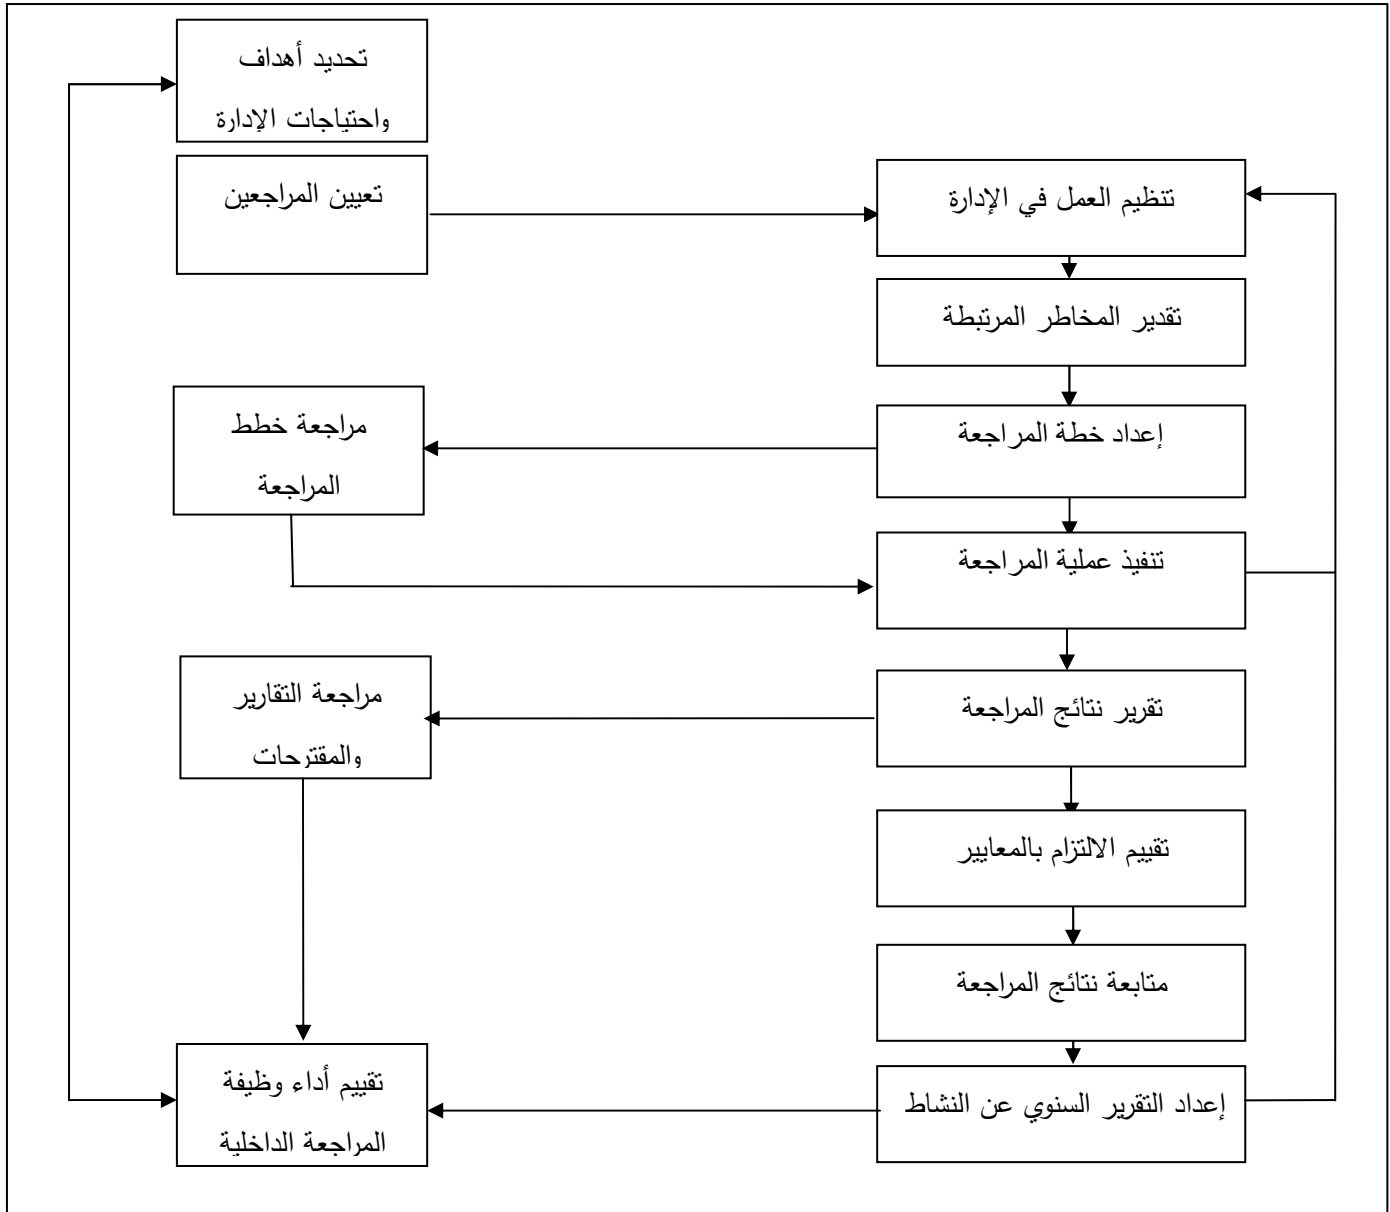 تحديد أهداف
واحتياجات الإدارة
تعيين المراجعين
تنظيم العمل في الإدارة
تقدير المخاطر المرتبطة
إعداد خطة المراجعة
مراجعة خطط
المراجعة
تنفيذ عملية المراجعة
تقرير نتائج المراجعة
مراجعة التقارير
والمقترحات
تقييم الالتزام بالمعايير
متابعة نتائج المراجعة
إعداد التقرير السنوي عن النشاط
تقييم أداء وظيفة
المراجعة الداخلية